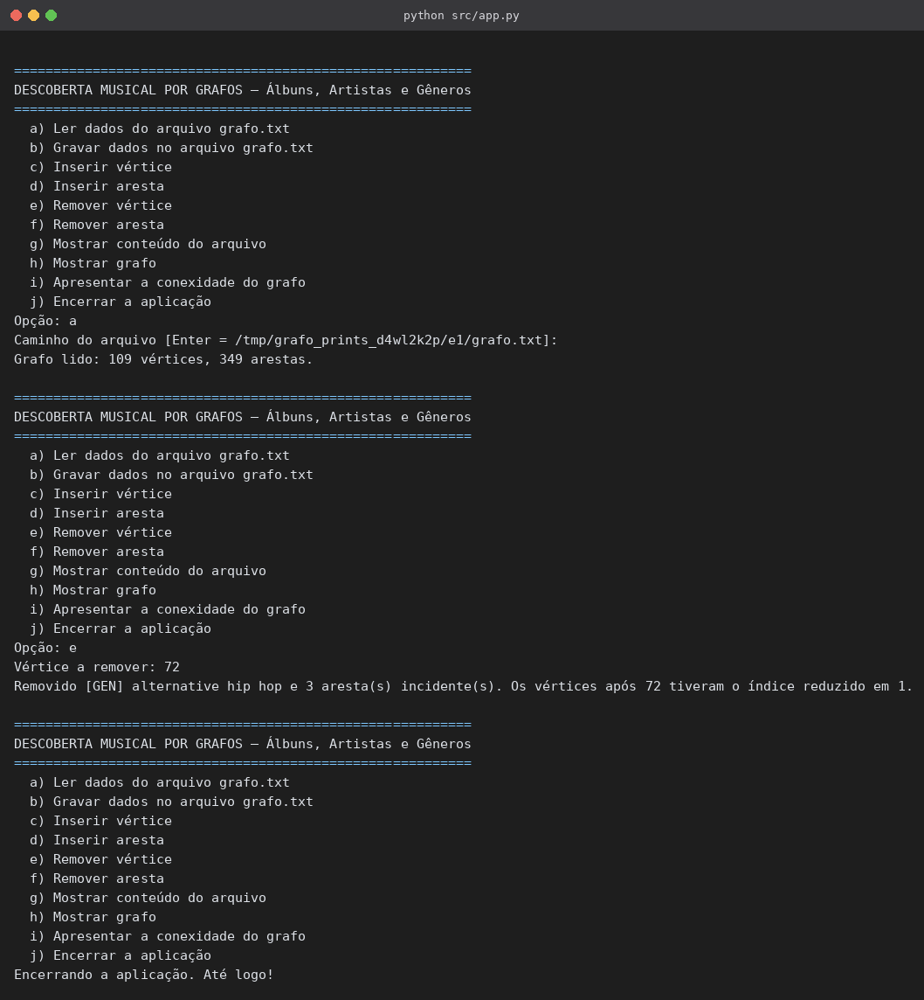 python src/app.py
==========================================================
DESCOBERTA MUSICAL POR GRAFOS — Álbuns, Artistas e Gêneros
==========================================================
a) Ler dados do arquivo grafo.txt
b) Gravar dados no arquivo grafo.txt
c) Inserir vértice
d) Inserir aresta
e) Remover vértice
f) Remover aresta
g) Mostrar conteúdo do arquivo
h) Mostrar grafo
i) Apresentar a conexidade do grafo
j) Encerrar a aplicação
Opção: a
Caminho do arquivo [Enter = /tmp/grafo_prints_d4wl2k2p/e1/grafo.txt]:
Grafo lido: 109 vértices, 349 arestas.
==========================================================
DESCOBERTA MUSICAL POR GRAFOS — Álbuns, Artistas e Gêneros
==========================================================
a) Ler dados do arquivo grafo.txt
b) Gravar dados no arquivo grafo.txt
c) Inserir vértice
d) Inserir aresta
e) Remover vértice
f) Remover aresta
g) Mostrar conteúdo do arquivo
h) Mostrar grafo
i) Apresentar a conexidade do grafo
j) Encerrar a aplicação
Opção: e
Vértice a remover: 72
Removido [GEN] alternative hip hop e 3 aresta(s) incidente(s). Os vértices após 72 tiveram o índice reduzido em 1.
==========================================================
DESCOBERTA MUSICAL POR GRAFOS — Álbuns, Artistas e Gêneros
==========================================================
a) Ler dados do arquivo grafo.txt
b) Gravar dados no arquivo grafo.txt
c) Inserir vértice
d) Inserir aresta
e) Remover vértice
f) Remover aresta
g) Mostrar conteúdo do arquivo
h) Mostrar grafo
i) Apresentar a conexidade do grafo
j) Encerrar a aplicação
Encerrando a aplicação. Até logo!